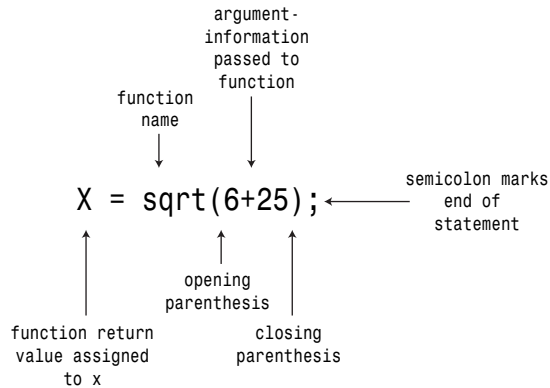 argument-
information
passed to
function
function
name
X = sqrt(6+25);
semicolon marks
end of
statement
opening
parenthesis
function return
value assigned
to x
closing
parenthesis